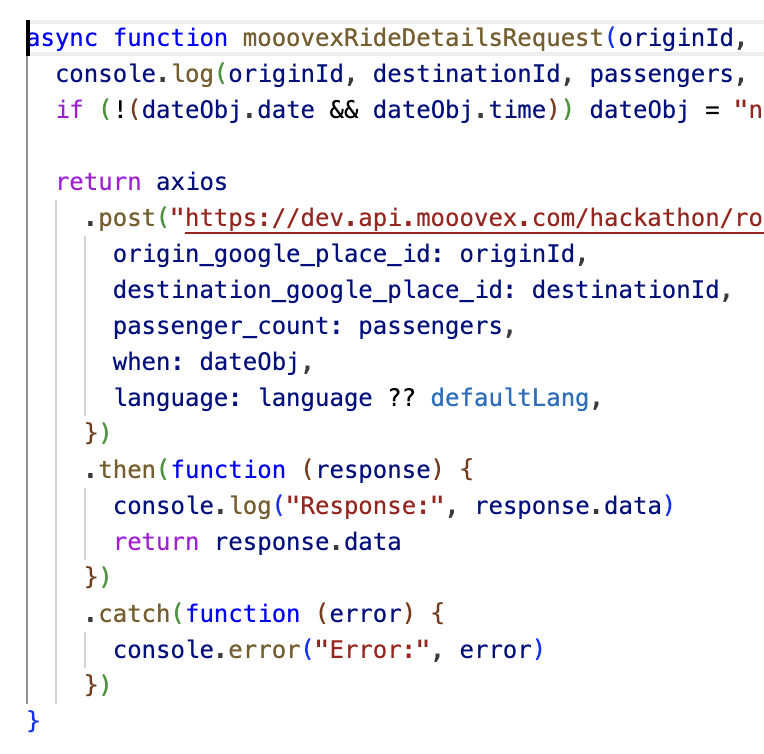 async function mooovexRideDetailsRequest(originId,
console.log(originId, destinationId, passengers,
if (!(dateObj.date && dateObj.time)) dateObj = "n
return axios
.post("https://dev.api.mooovex.com/hackathon/ro
origin_google_place_id: originId,
destination_google_place_id: destinationId,
passenger_count: passengers,
when: dateObj,
language: language ?? defaultLang,
})
.then(function (response) {
console.log("Response:", response.data)
return response.data
})
.catch(function (error) {
console.error("Error:", error)
})
}